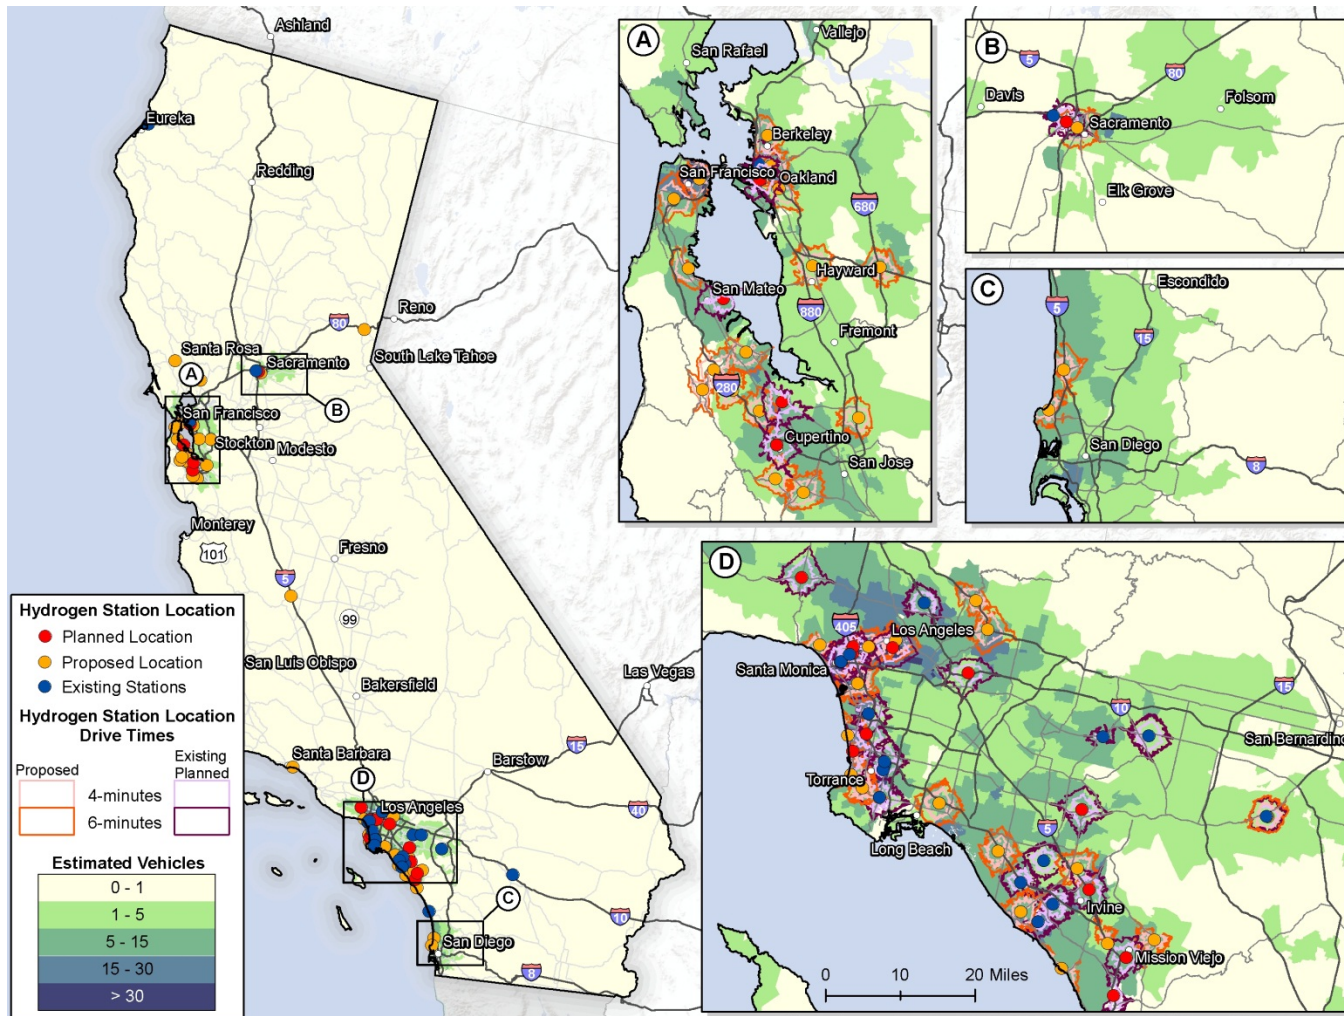 Ashland
Eureka
Redding
Reno
80
Santa Rosa
Sacramento
South Lake Tahoe
A
B
San Francisco
Stockton
Modesto
Monterey
101
Fresno
5
99
San Luis Obispo
Bakersfield
Las Vegas
Santa Barbara
15
Barstow
D
Los Angeles
40
C
10
San Diego
8
Hydrogen Station Location
Planned Location
Proposed Location
Existing Stations
Hydrogen Station Location
Drive Times
Proposed
Existing
Planned
4-minutes
6-minutes
Estimated Vehicles
0 - 1
1 - 5
5 - 15
15 - 30
> 30
A
Vallejo
San Rafael
Berkeley
San Francisco
Oakland
680
Hayward
San Mateo
880
Fremont
280
Cupertino
San Jose
B
5
80
Davis
Folsom
Sacramento
Elk Grove
C
Escondido
5
15
San Diego
8
D
405
Los Angeles
Santa Monica
15
10
San Bernardino
Torrance
5
Long Beach
Irvine
Mission Viejo
0 10 20 Miles